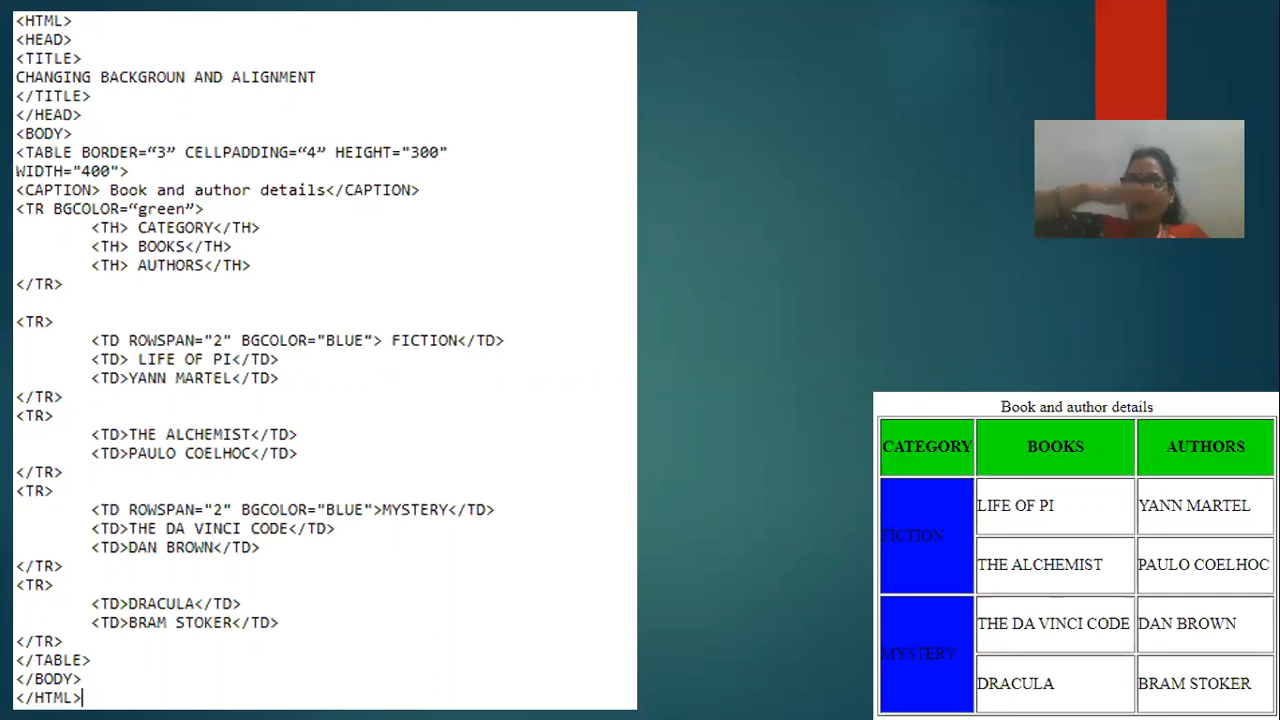 <HTML>
<HEAD>
<TITLE>
CHANGING BACKGROUN AND ALIGNMENT
</TITLE>
</HEAD>
<BODY>
<TABLE BORDER=“3” CELLPADDING=“4” HEIGHT="300"
WIDTH="400">
<CAPTION> Book and author details</CAPTION>
<TR BGCOLOR=“green”>
<TH> CATEGORY</TH>
<TH> BOOKS</TH>
<TH> AUTHORS</TH>
</TR>
<TR>
<TD ROWSPAN="2" BGCOLOR="BLUE"> FICTION</TD>
<TD> LIFE OF PI</TD>
<TD>YANN MARTEL</TD>
</TR>
<TR>
<TD>THE ALCHEMIST</TD>
<TD>PAULO COELHOC</TD>
</TR>
<TR>
<TD ROWSPAN="2" BGCOLOR="BLUE">MYSTERY</TD>
<TD>THE DA VINCI CODE</TD>
<TD>DAN BROWN</TD>
</TR>
<TR>
<TD>DRACULA</TD>
<TD>BRAM STOKER</TD>
</TR>
</TABLE>
</BODY>
</HTML>
Book and author details
CATEGORY BOOKS AUTHORS
FICTION LIFE OF PI YANN MARTEL
THE ALCHEMIST PAULO COELHOC
MYSTERY THE DA VINCI CODE DAN BROWN
DRACULA BRAM STOKER